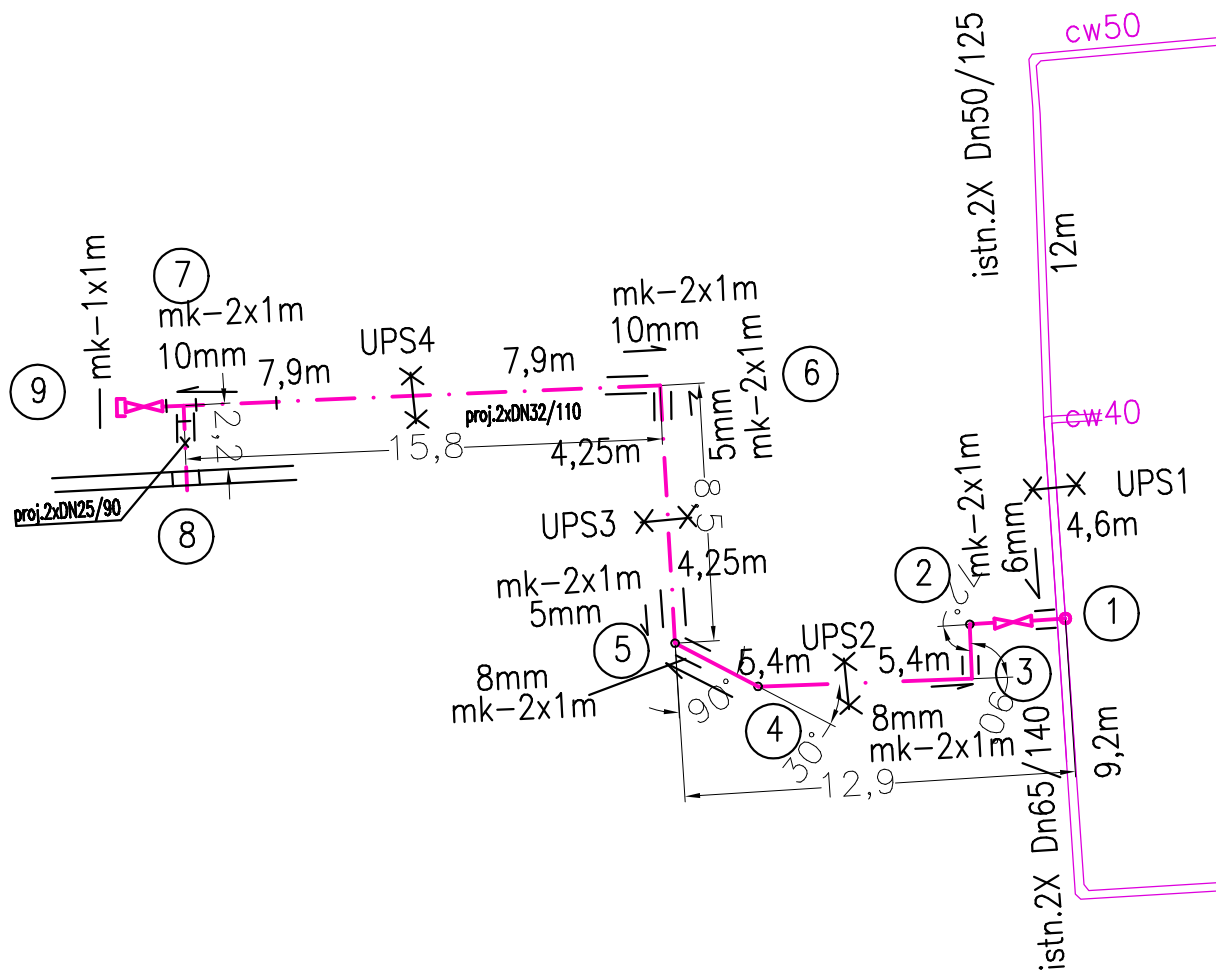 cw50
istn.2X Dn50/125
12m
mk-1x1m
7
mk-2x1m
10mm
7,9m
UPS4
7,9m
mk-2x1m
10mm
6
5mm
mk-2x1m
9
proj.2xDN32/110
2,2
15,8
4,25m
8,5
cw40
mk-2x1m
6mm
UPS1
4,6m
proj.2xDN25/90
8
UPS3
4,25m
mk-2x1m
5mm
2
72°
1
5
UPS2
5,4m
5,4m
3
90°
8mm
mk-2x1m
90°
4
30°
8mm
mk-2x1m
12,9
9,2m
istn.2X Dn65/140